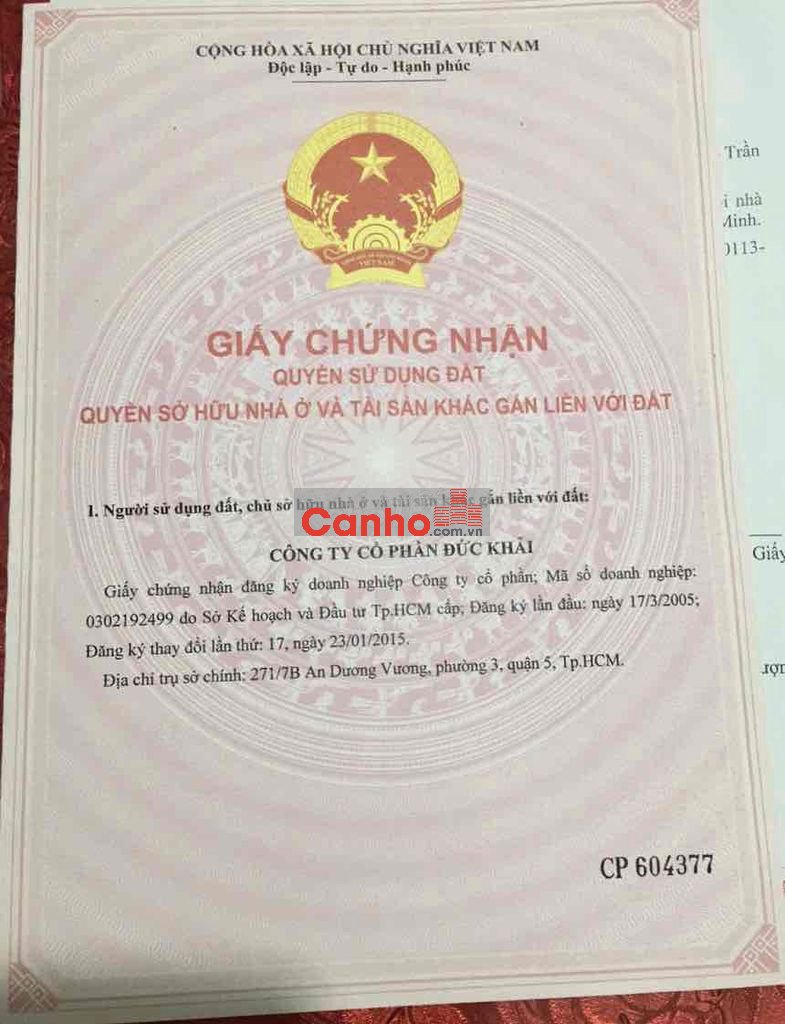 CỘNG HÒA XÃ HỘI CHỦ NGHĨA VIỆT NAM
Độc lập - Tự do - Hạnh phúc
VIỆT NAM
GIẤY CHỨNG NHẬN
QUYỀN SỬ DỤNG ĐẤT
QUYỀN SỞ HỮU NHÀ Ở VÀ TÀI SẢN KHÁC GẮN LIỀN VỚI ĐẤT
I. Người sử dụng đất, chủ sở hữu nhà ở và tài sản khác gắn liền với đất:
Canho.com.vn
CÔNG TY CỔ PHẦN ĐỨC KHẢI
Giấy chứng nhận đăng ký doanh nghiệp Công ty cổ phần; Mã số doanh nghiệp:
0302192499 do Sở Kế hoạch và Đầu tư Tp.HCM cấp; Đăng ký lần đầu: ngày 17/3/2005;
Đăng ký thay đổi lần thứ: 17, ngày 23/01/2015.
Địa chỉ trụ sở chính: 271/7B An Dương Vương, phường 3, quận 5, Tp.HCM.
CP 604377
Trần
nhà
Minh.
0113-
Giấy